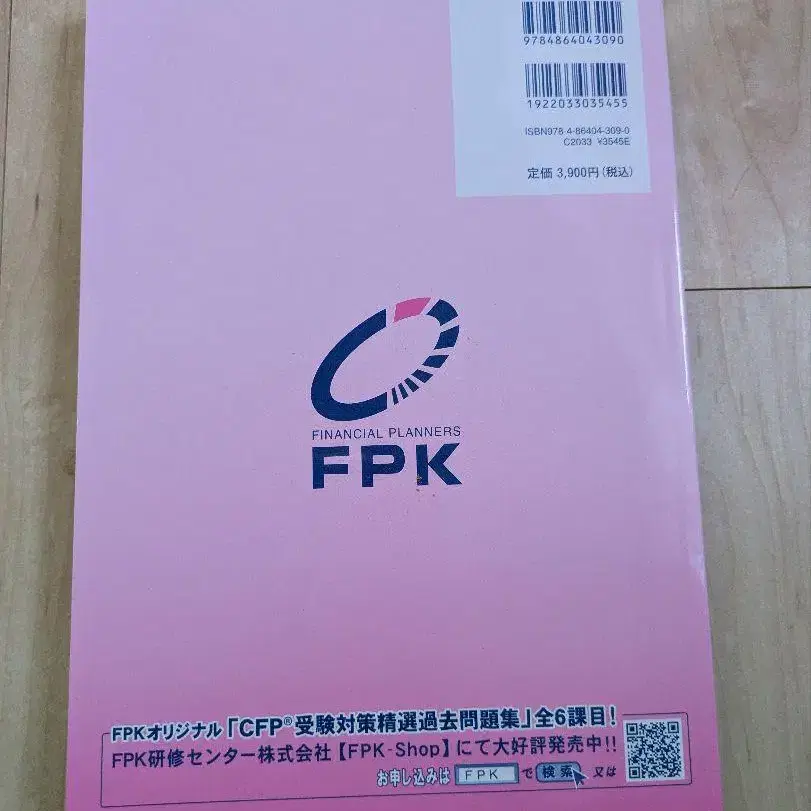 9784864043090
1922033035455
ISBN978-4-86404-309-0
C2033 ¥3545E
定価 3,900円(税込)
FINANCIAL PLANNERS
FPK
FPKオリジナル「CFP®受験対策精選過去問題集」全6課目！
FPK研修センター株式会社【FPK-Shop】にて大好評発売中!!
お申し込みは FPK で 検索 又は